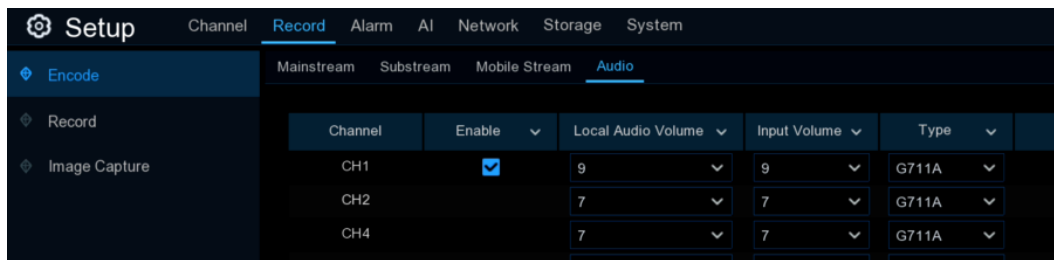 Setup Channel Record Alarm AI Network Storage System
Encode Mainstream Substream Mobile Stream Audio
Record Channel Enable Local Audio Volume Input Volume Type
Image Capture CH1 9 9 G711A
CH2 7 7 G711A
CH4 7 7 G711A